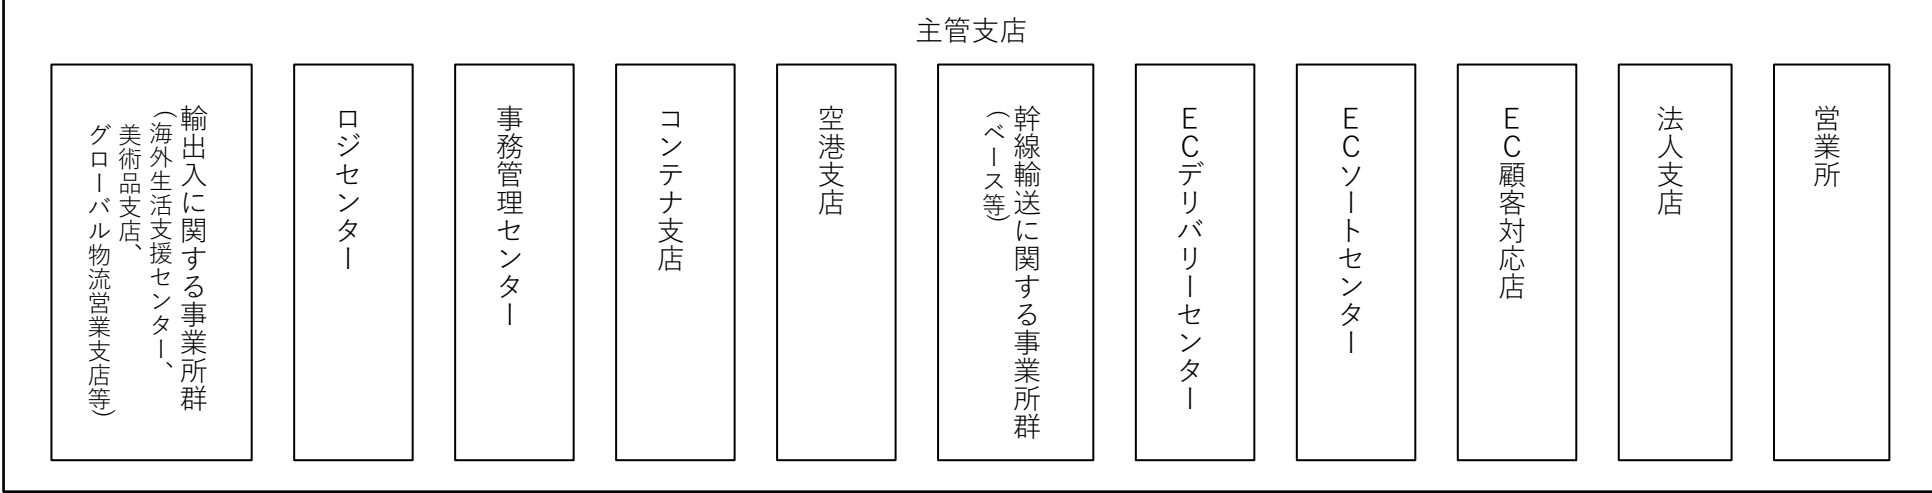 主管支店
営業所
法人支店
EC顧客対応店
ECソートセンター
ECデリバリーセンター
幹線輸送に関する事業所群
（ベース等）
空港支店
コンテナ支店
事務管理センター
ロジセンター
輸出入に関する事業所群
（海外生活支援センター、
美術品支店、
グローバル物流営業支店等）